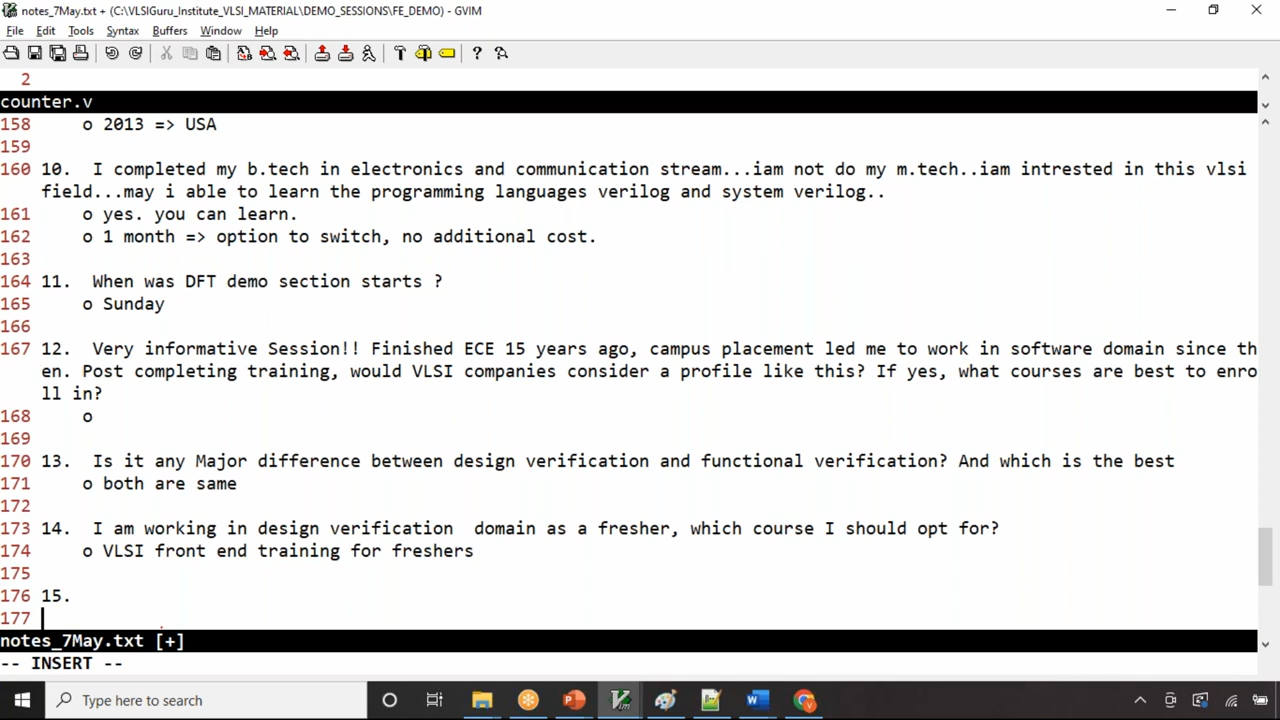 notes_7May.txt + (C:\VLSIGuru_Institute_VLSI_MATERIAL\DEMO_SESSIONS\FE_DEMO) - GVIM
File Edit Tools Syntax Buffers Window Help
2
counter.v
158 o 2013 => USA
159
160 10. I completed my b.tech in electronics and communication stream...iam not do my m.tech..iam intrested in this vlsi
field...may i able to learn the programming languages verilog and system verilog..
161 o yes. you can learn.
162 o 1 month => option to switch, no additional cost.
163
164 11. When was DFT demo section starts ?
165 o Sunday
166
167 12. Very informative Session!! Finished ECE 15 years ago, campus placement led me to work in software domain since th
en. Post completing training, would VLSI companies consider a profile like this? If yes, what courses are best to enro
ll in?
168 o
169
170 13. Is it any Major difference between design verification and functional verification? And which is the best
171 o both are same
172
173 14. I am working in design verification domain as a fresher, which course I should opt for?
174 o VLSI front end training for freshers
175
176 15.
177
notes_7May.txt [+]
-- INSERT --
Type here to search